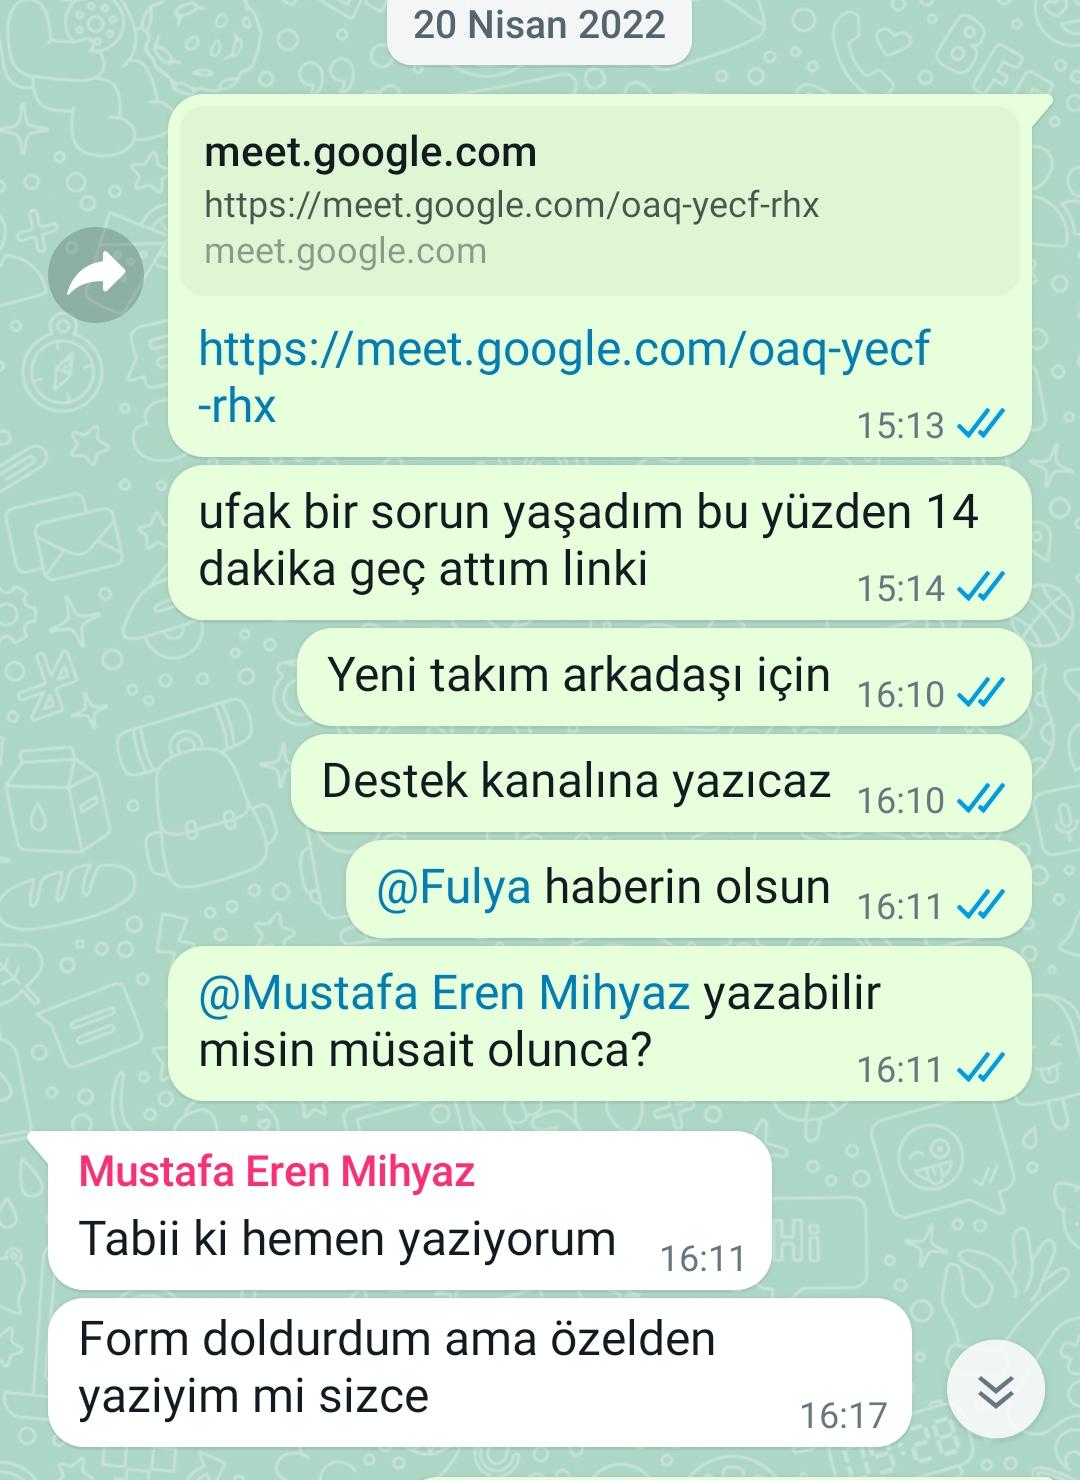 20 Nisan 2022
meet.google.com
https://meet.google.com/oaq-yecf-rhx
meet.google.com
https://meet.google.com/oaq-yecf
-rhx
15:13
ufak bir sorun yaşadım bu yüzden 14
dakika geç attım linki
15:14
Yeni takım arkadaşı için 16:10
Destek kanalına yazıcaz 16:10
@Fulya haberin olsun 16:11
@Mustafa Eren Mihyaz yazabilir
misin müsait olunca?
16:11
Mustafa Eren Mihyaz
Tabii ki hemen yaziyorum 16:11
Form doldurdum ama özelden
yaziyim mi sizce
16:17